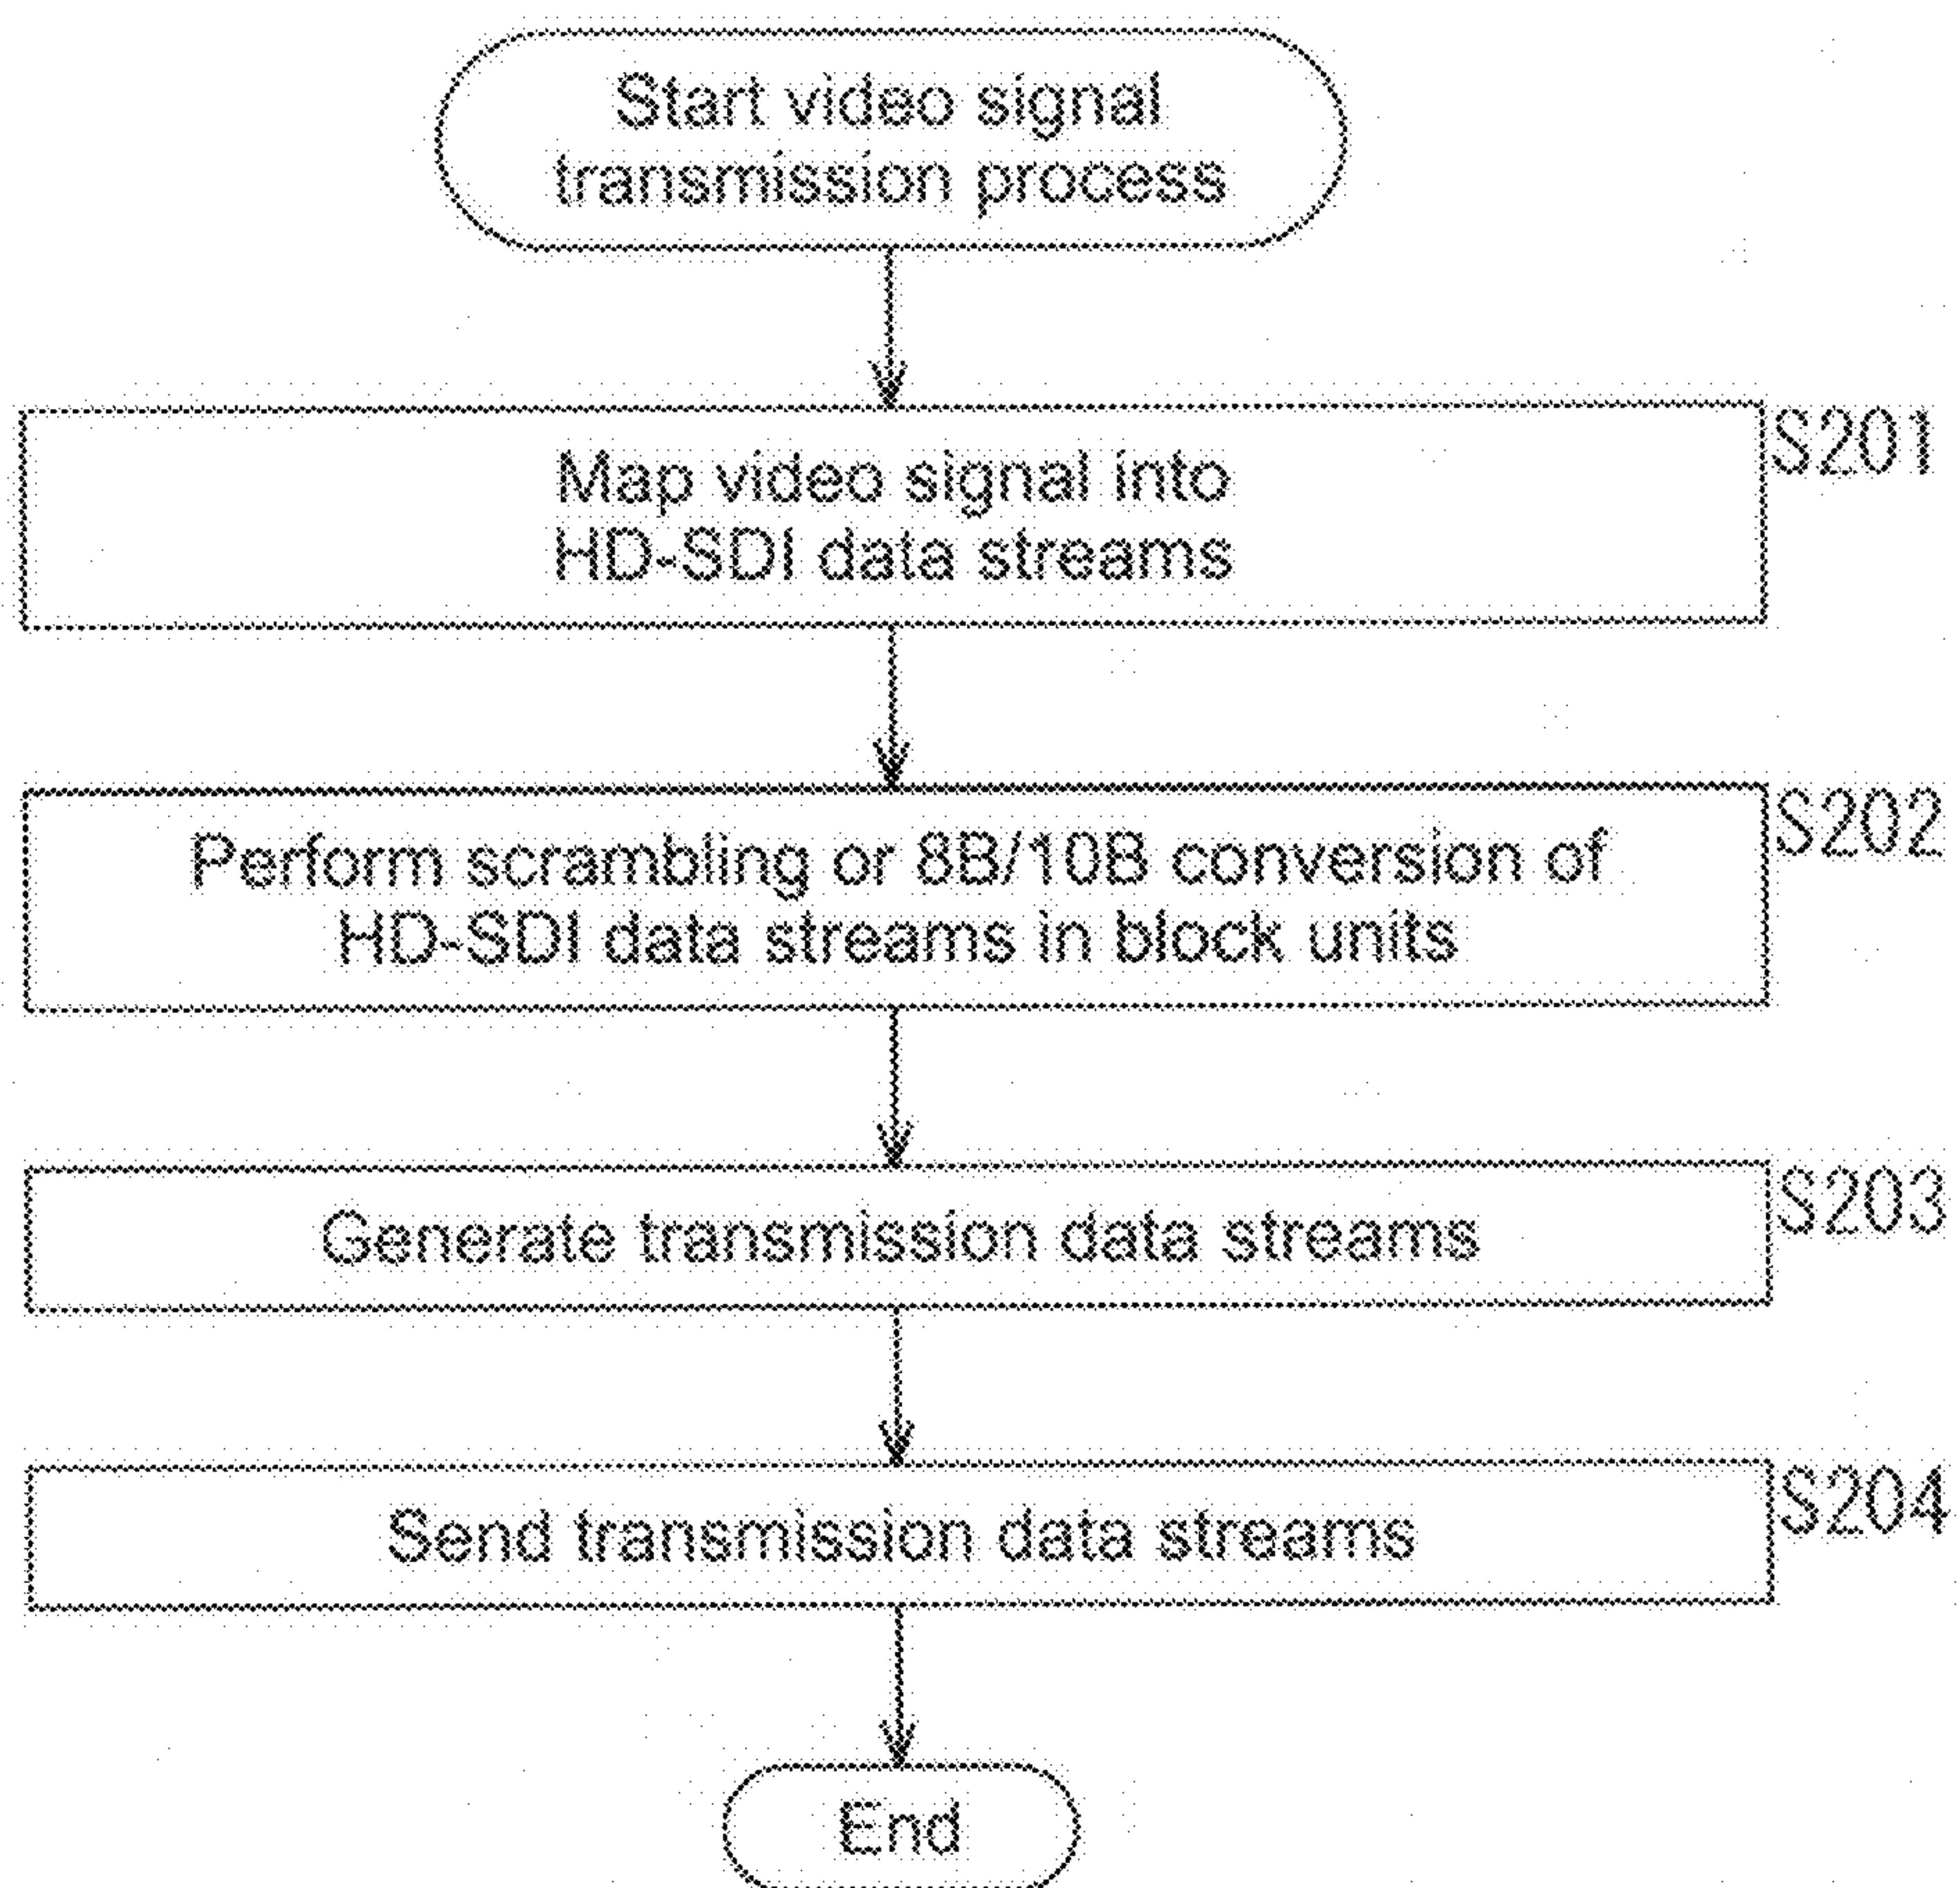 Start video signal
transmission process
Map video signal into
HD-SDI data streams
S201
Perform scrambling or 8B/10B conversion of
HD-SDI data streams in block units
S202
Generate transmission data streams
S203
Send transmission data streams
S204
End